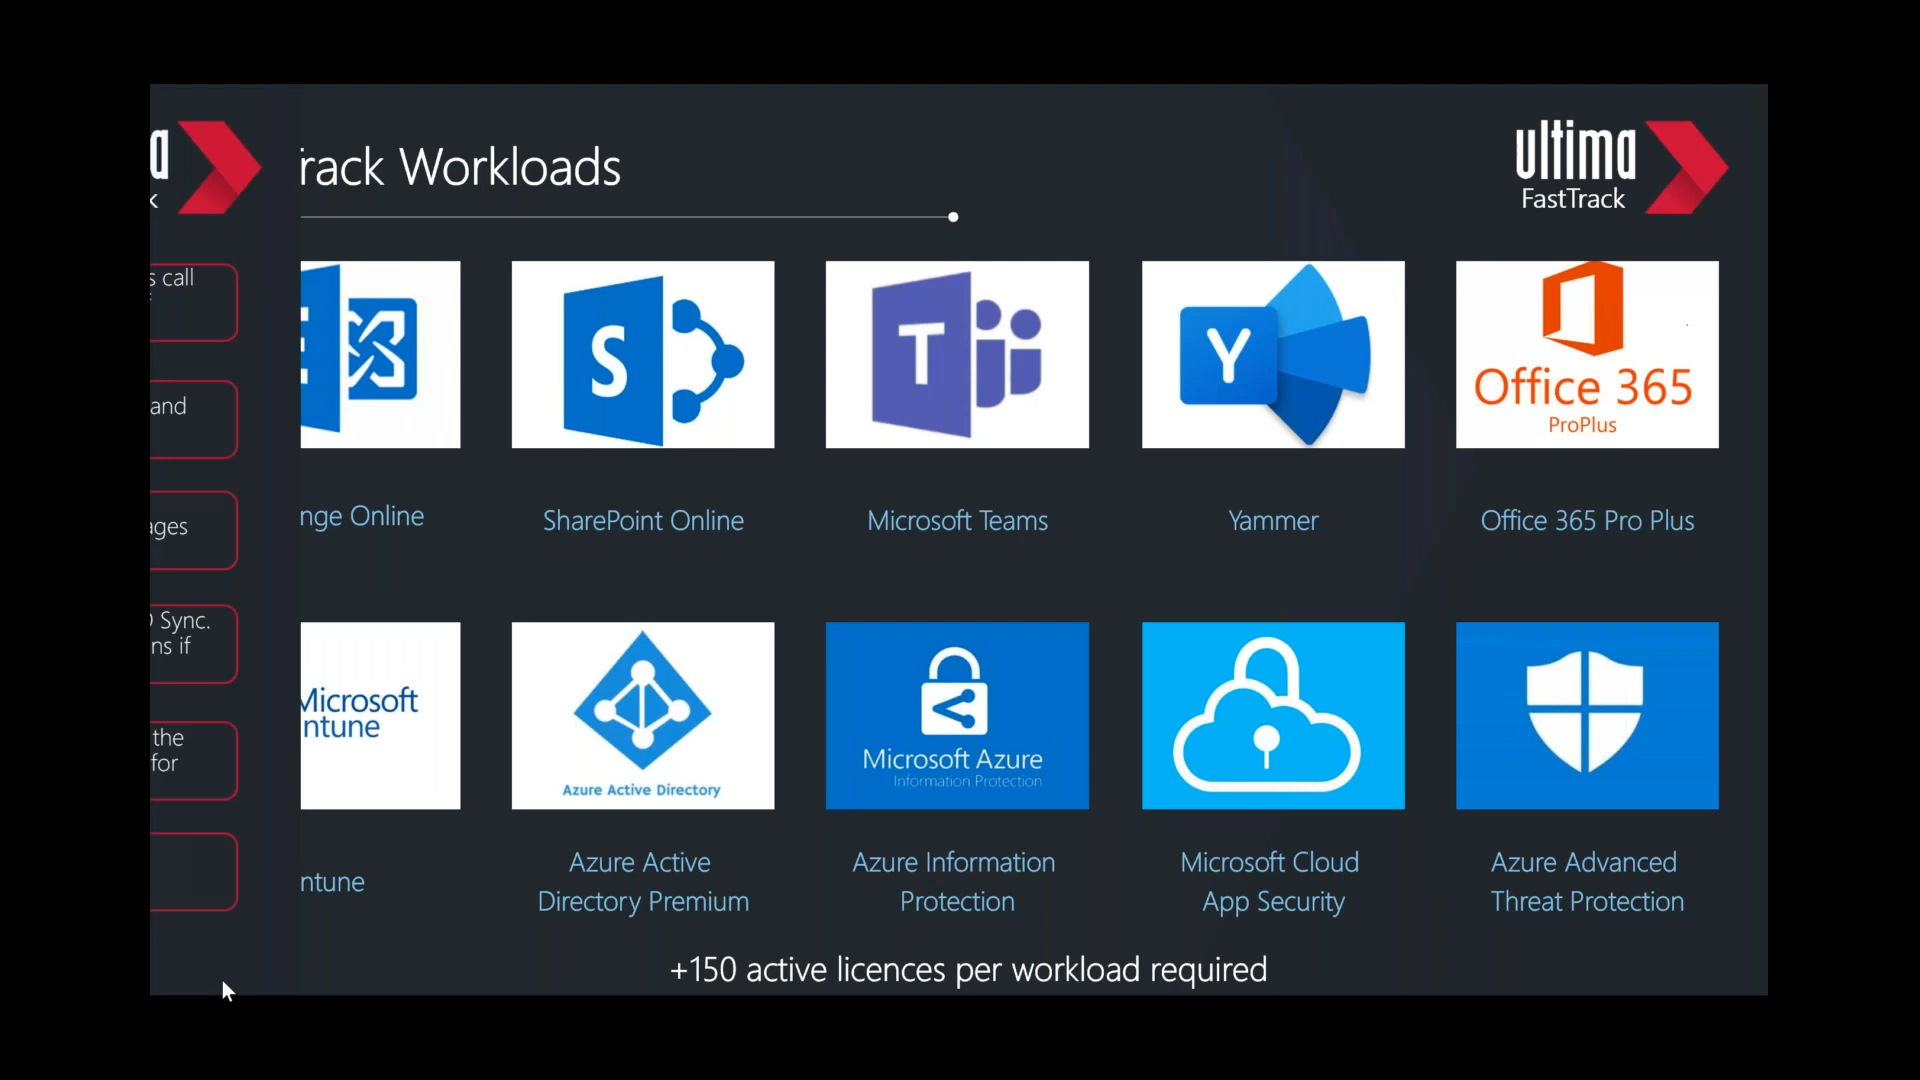 a
k
rack Workloads
ultima
FastTrack
s call
and
ages
Sync.
ns if
the
for
E
S
T
Y
Office 365
ProPlus
nge Online
SharePoint Online
Microsoft Teams
Yammer
Office 365 Pro Plus
Microsoft
ntune
Azure Active Directory
Microsoft Azure
Information Protection
ntune
Azure Active
Directory Premium
Azure Information
Protection
Microsoft Cloud
App Security
Azure Advanced
Threat Protection
+150 active licences per workload required